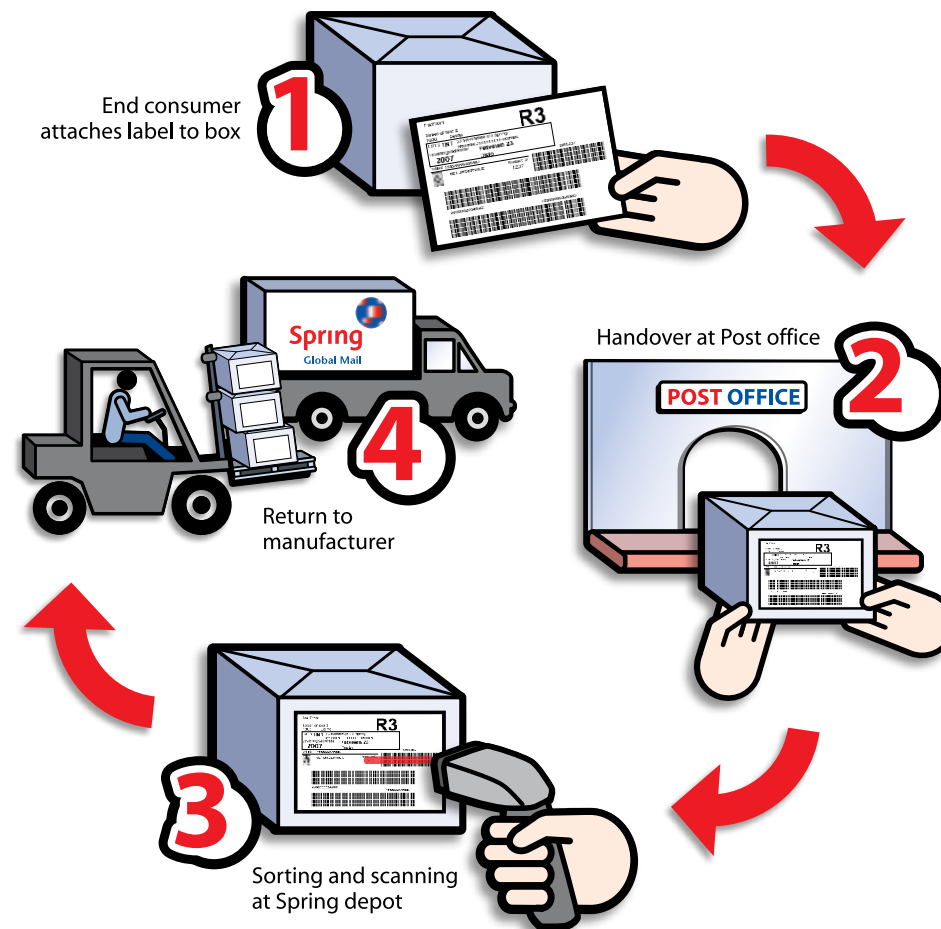 1
End consumer
attaches label to box
R3
2007
Handover at Post office
2
POST OFFICE
R3
2007
Spring
Global Mail
4
Return to
manufacturer
R3
2007
3
Sorting and scanning
at Spring depot